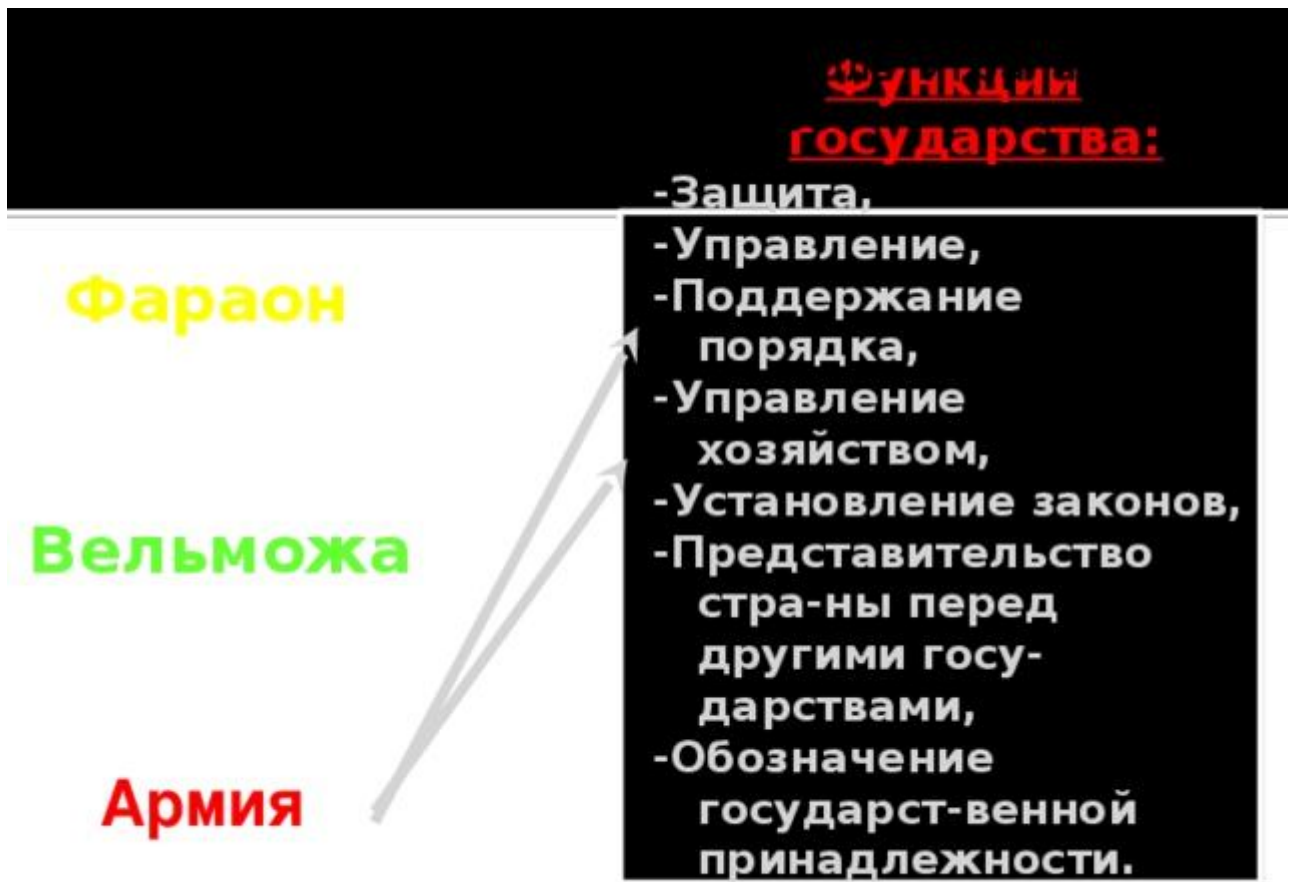 Функции
государства:
-Защита,
-Управление,
-Поддержание
порядка,
-Управление
хозяйством,
-Установление законов,
-Представительство
стра-ны перед
другими госу-
дарствами,
-Обозначение
государст-венной
принадлежности.
Фараон
Вельможа
Армия